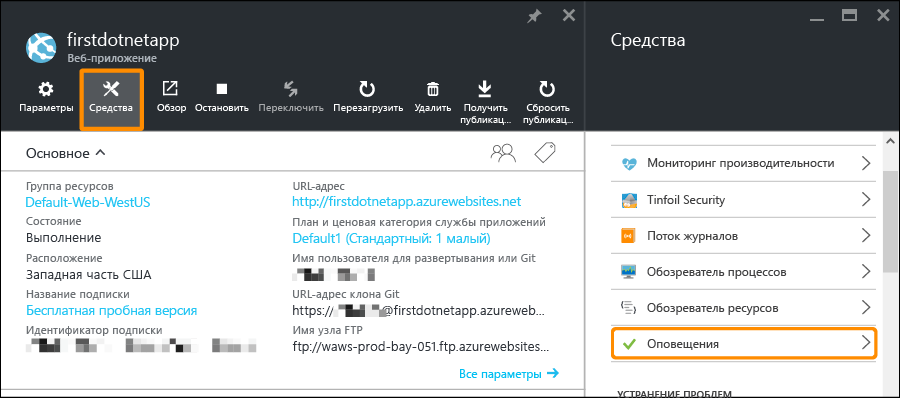 firstdotnetapp
Веб-приложение
Параметры
Средства
Обзор
Остановить
Переключить
Перезагрузить
Удалить
Получить
публикац...
Сбросить
публикац...
Основное
Группа ресурсов
Default-Web-WestUS
Состояние
Выполнение
Расположение
Западная часть США
Название подписки
Бесплатная пробная версия
Идентификатор подписки
URL-адрес
http://firstdotnetapp.azurewebsites.net
План и ценовая категория службы приложений
Default1 (Стандартный: 1 малый)
Имя пользователя для развертывания или Git
URL-адрес клона Git
https:// @firstdotnetapp.azureweb...
Имя узла FTP
ftp://waws-prod-bay-051.ftp.azurewebsites...
Все параметры
Средства
Мониторинг производительности
Tinfoil Security
Поток журналов
Обозреватель процессов
Обозреватель ресурсов
Оповещения
УСТРАНЕНИЕ ПРОБЛЕМ